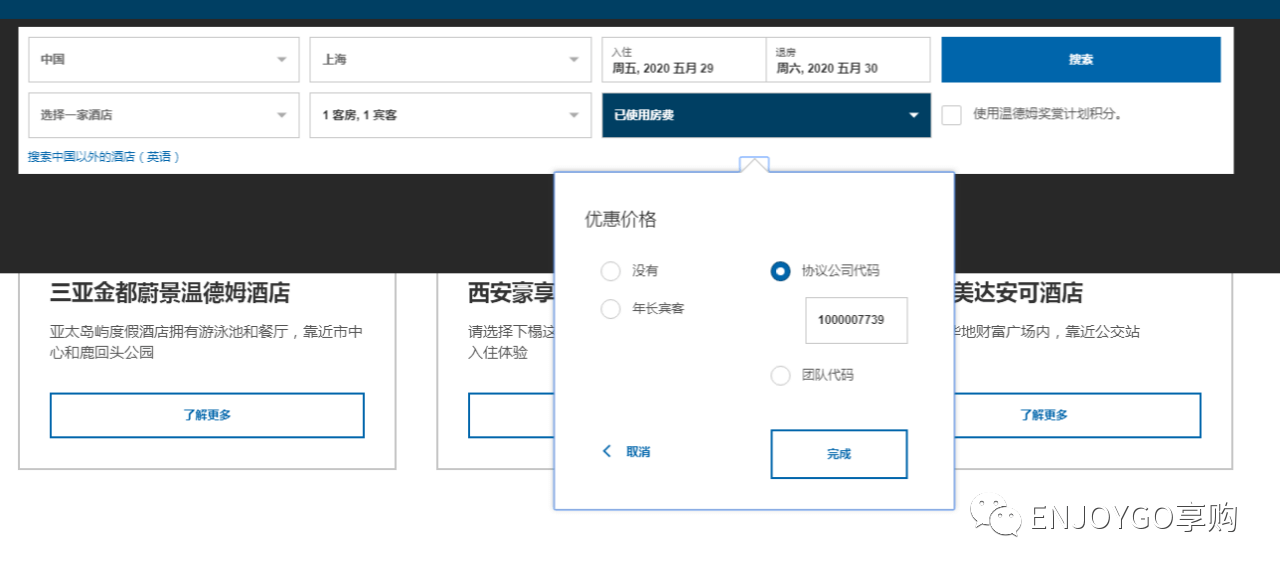 中国
上海
入住
周五, 2020 五月 29
退房
周六, 2020 五月 30
搜索
选择一家酒店
1 客房, 1 宾客
已使用房费
使用温德姆奖赏计划积分。
搜索中国以外的酒店 ( 英语 )
优惠价格
没有
协议公司代码
年长宾客
1000007739
团队代码
取消
完成
三亚金都蔚景温德姆酒店
亚太岛屿度假酒店拥有游泳池和餐厅，靠近市中
心和鹿回头公园
了解更多
西安豪享
请选择下榻这
入住体验
美达安可酒店
地财富广场内，靠近公交站
了解更多
ENJOYGO享购